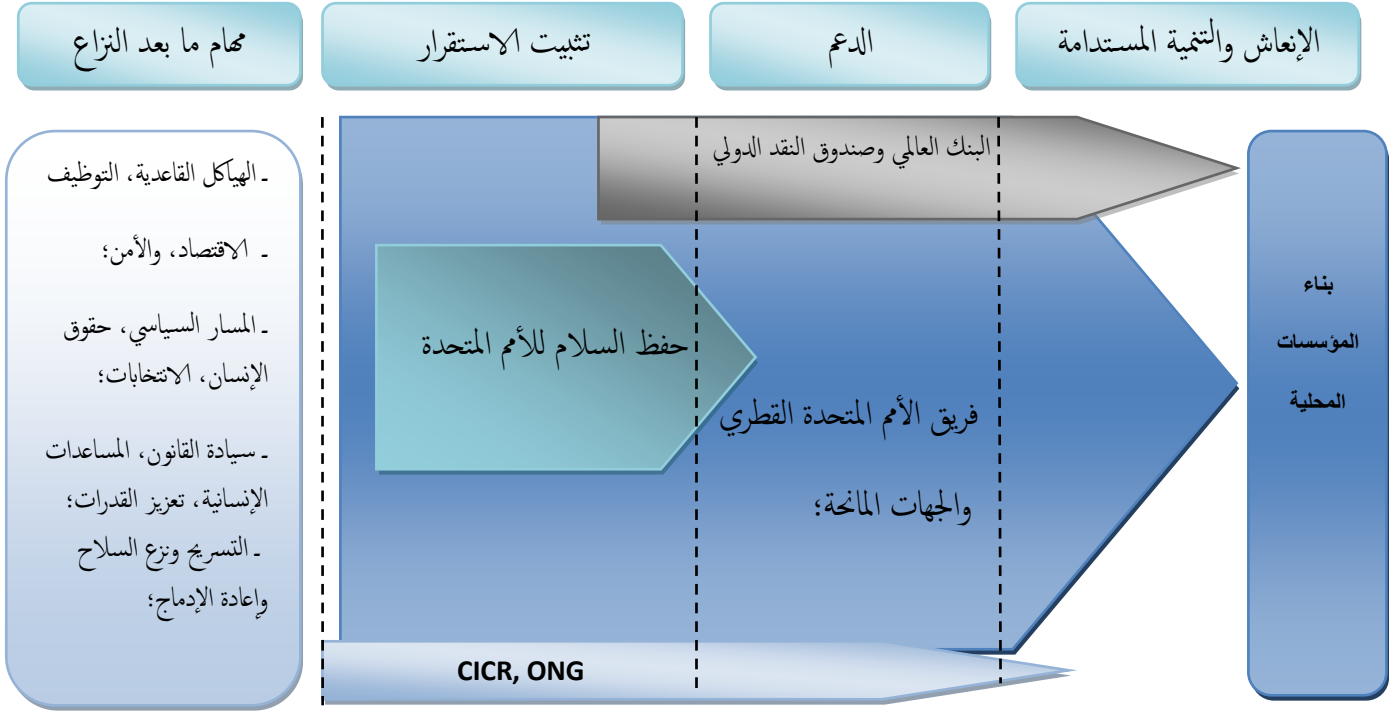 مهام ما بعد النزاع
تثبيت الاستقرار
الدعم
الإنعاش والتنمية المستدامة
ـ الهياكل القاعدية، التوظيف
ـ الاقتصاد، والأمن؛
ـ المسار السياسي، حقوق
الإنسان، الانتخابات؛
ـ سيادة القانون، المساعدات
الإنسانية، تعزيز القدرات؛
ـ التسريح ونزع السلاح
وإعادة الإدماج؛
البنك العالمي وصندوق النقد الدولي
حفظ السلام للأمم المتحدة
فريق الأمم المتحدة القطري
والجهات المانحة؛
CICR, ONG
بناء
المؤسسات
المحلية